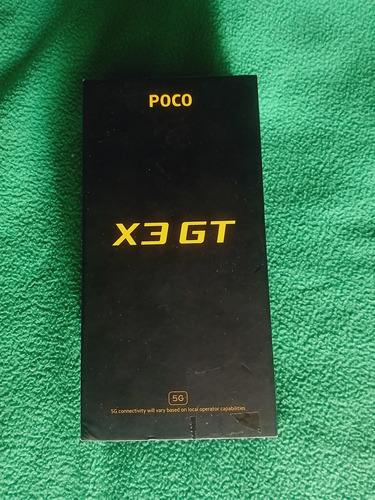 POCO
X3 GT
5G
5G connectivity will vary based on local operator capabilities